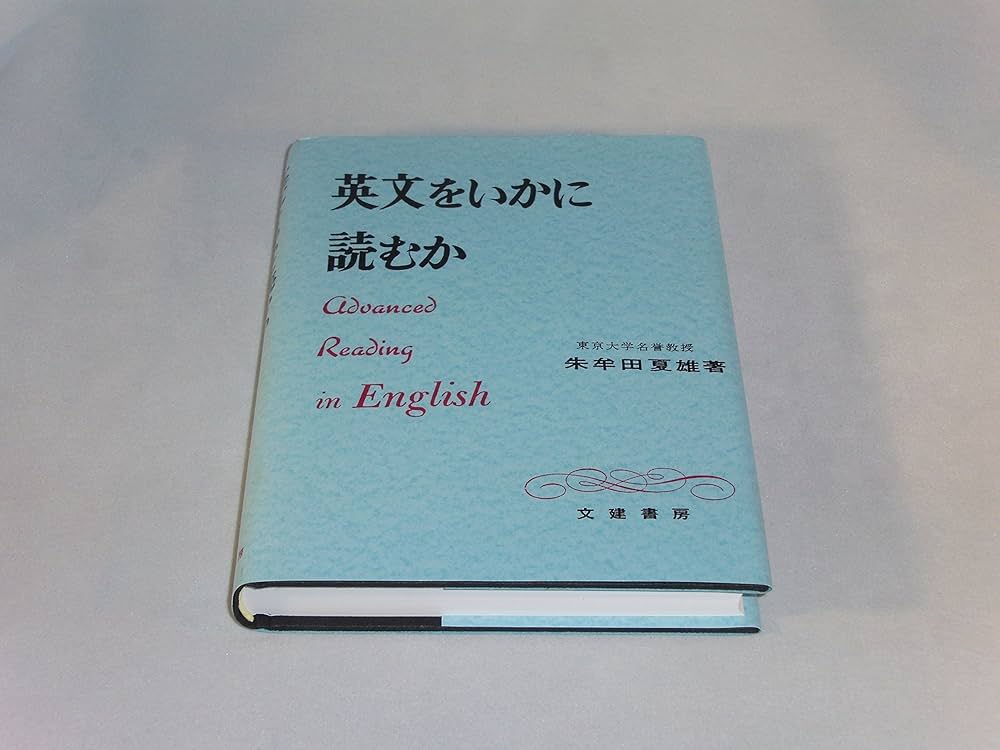 英文をいかに
読むか
Advanced
Reading
in English
東京大学名誉教授
朱牟田夏雄著
文建書房